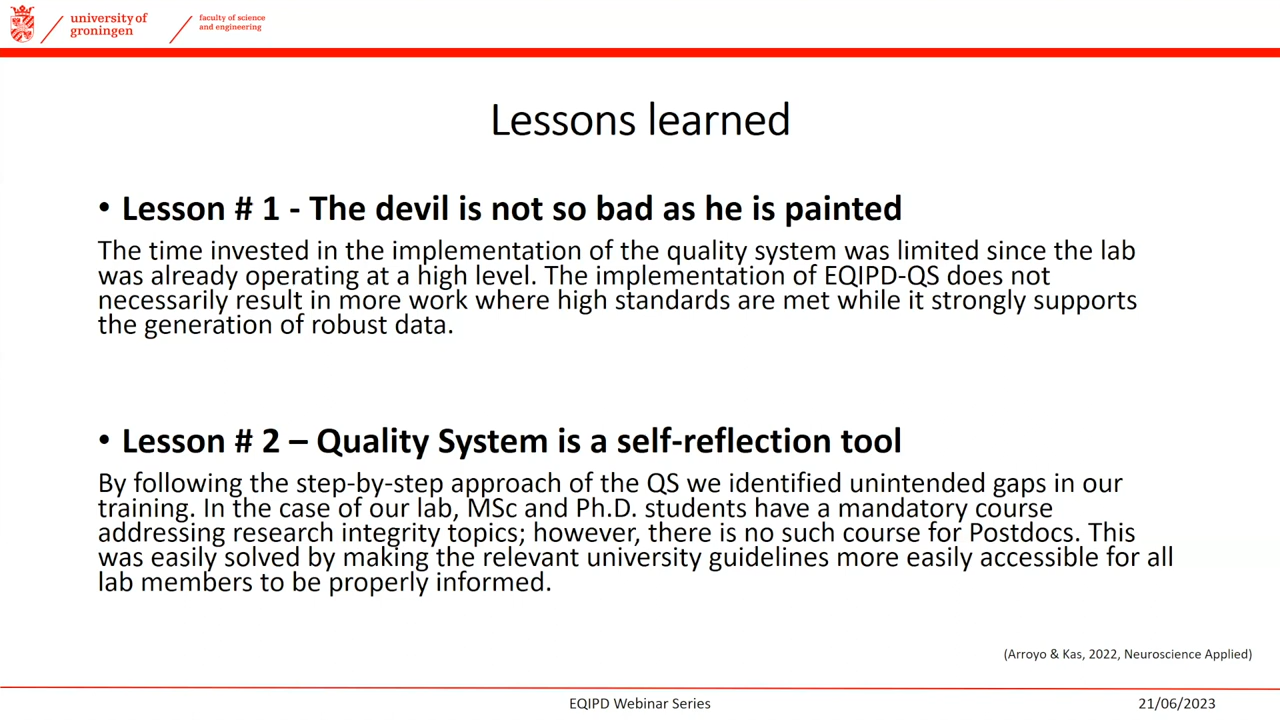 university of
groningen
faculty of science
and engineering
Lessons learned
• Lesson # 1 - The devil is not so bad as he is painted
The time invested in the implementation of the quality system was limited since the lab
was already operating at a high level. The implementation of EQIPD-QS does not
necessarily result in more work where high standards are met while it strongly supports
the generation of robust data.
• Lesson # 2 – Quality System is a self-reflection tool
By following the step-by-step approach of the QS we identified unintended gaps in our
training. In the case of our lab, MSc and Ph.D. students have a mandatory course
addressing research integrity topics; however, there is no such course for Postdocs. This
was easily solved by making the relevant university guidelines more easily accessible for all
lab members to be properly informed.
(Arroyo & Kas, 2022, Neuroscience Applied)
EQIPD Webinar Series
21/06/2023